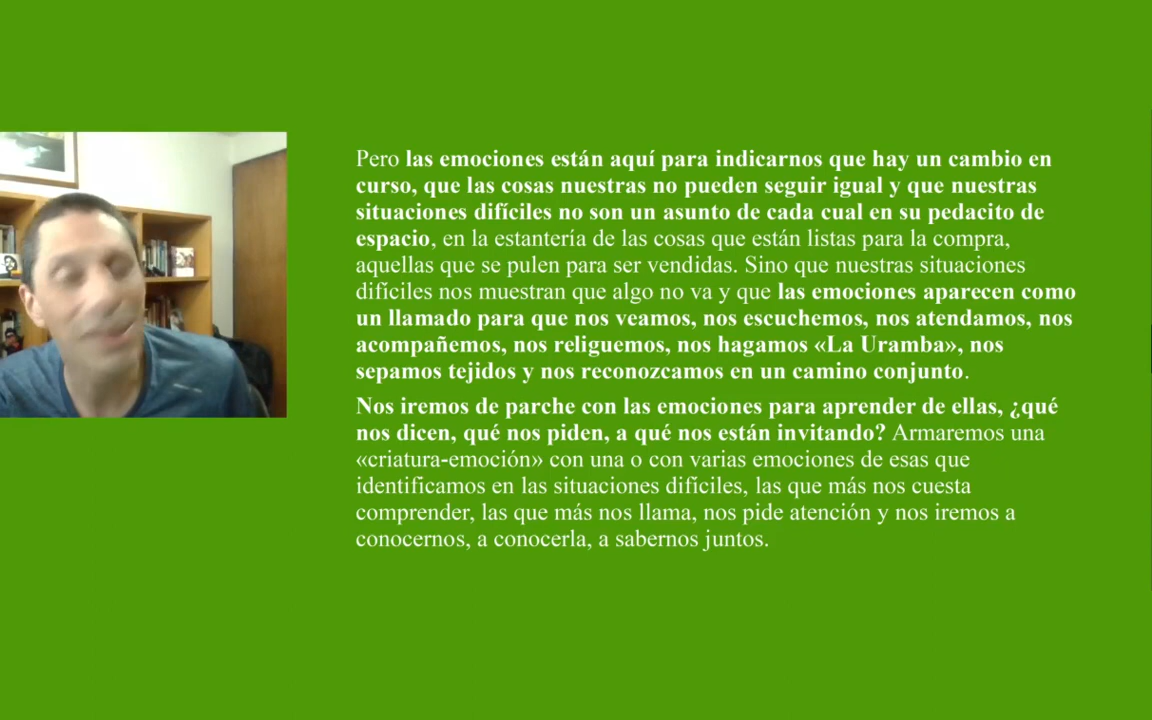 Pero las emociones están aquí para indicarnos que hay un cambio en
curso, que las cosas nuestras no pueden seguir igual y que nuestras
situaciones difíciles no son un asunto de cada cual en su pedacito de
espacio, en la estantería de las cosas que están listas para la compra,
aquellas que se pulen para ser vendidas. Sino que nuestras situaciones
difíciles nos muestran que algo no va y que las emociones aparecen como
un llamado para que nos veamos, nos escuchemos, nos atendamos, nos
acompañemos, nos religuemos, nos hagamos «La Uramba», nos
sepamos tejidos y nos reconozcamos en un camino conjunto.
Nos iremos de parche con las emociones para aprender de ellas, ¿qué
nos dicen, qué nos piden, a qué nos están invitando? Armaremos una
«criatura-emoción» con una o con varias emociones de esas que
identificamos en las situaciones difíciles, las que más nos cuesta
comprender, las que más nos llama, nos pide atención y nos iremos a
conocernos, a conocerla, a sabernos juntos.